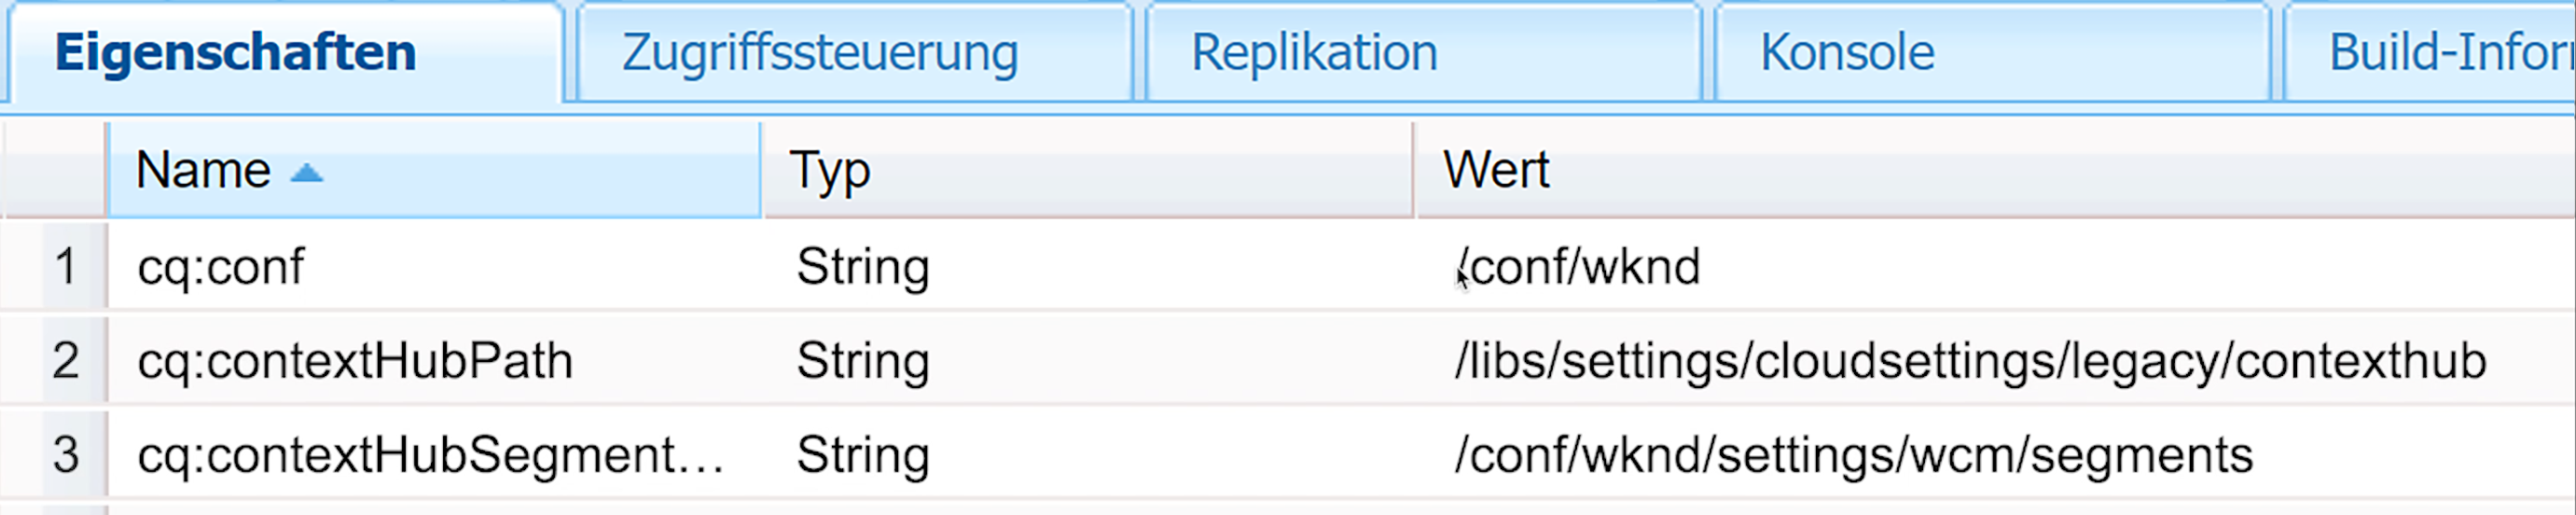 Eigenschaften Zugriffssteuerung Replikation Konsole Build-Infor
Name Typ Wert
1 cq:conf String /conf/wknd
2 cq:contextHubPath String /libs/settings/cloudsettings/legacy/contexthub
3 cq:contextHubSegment... String /conf/wknd/settings/wcm/segments